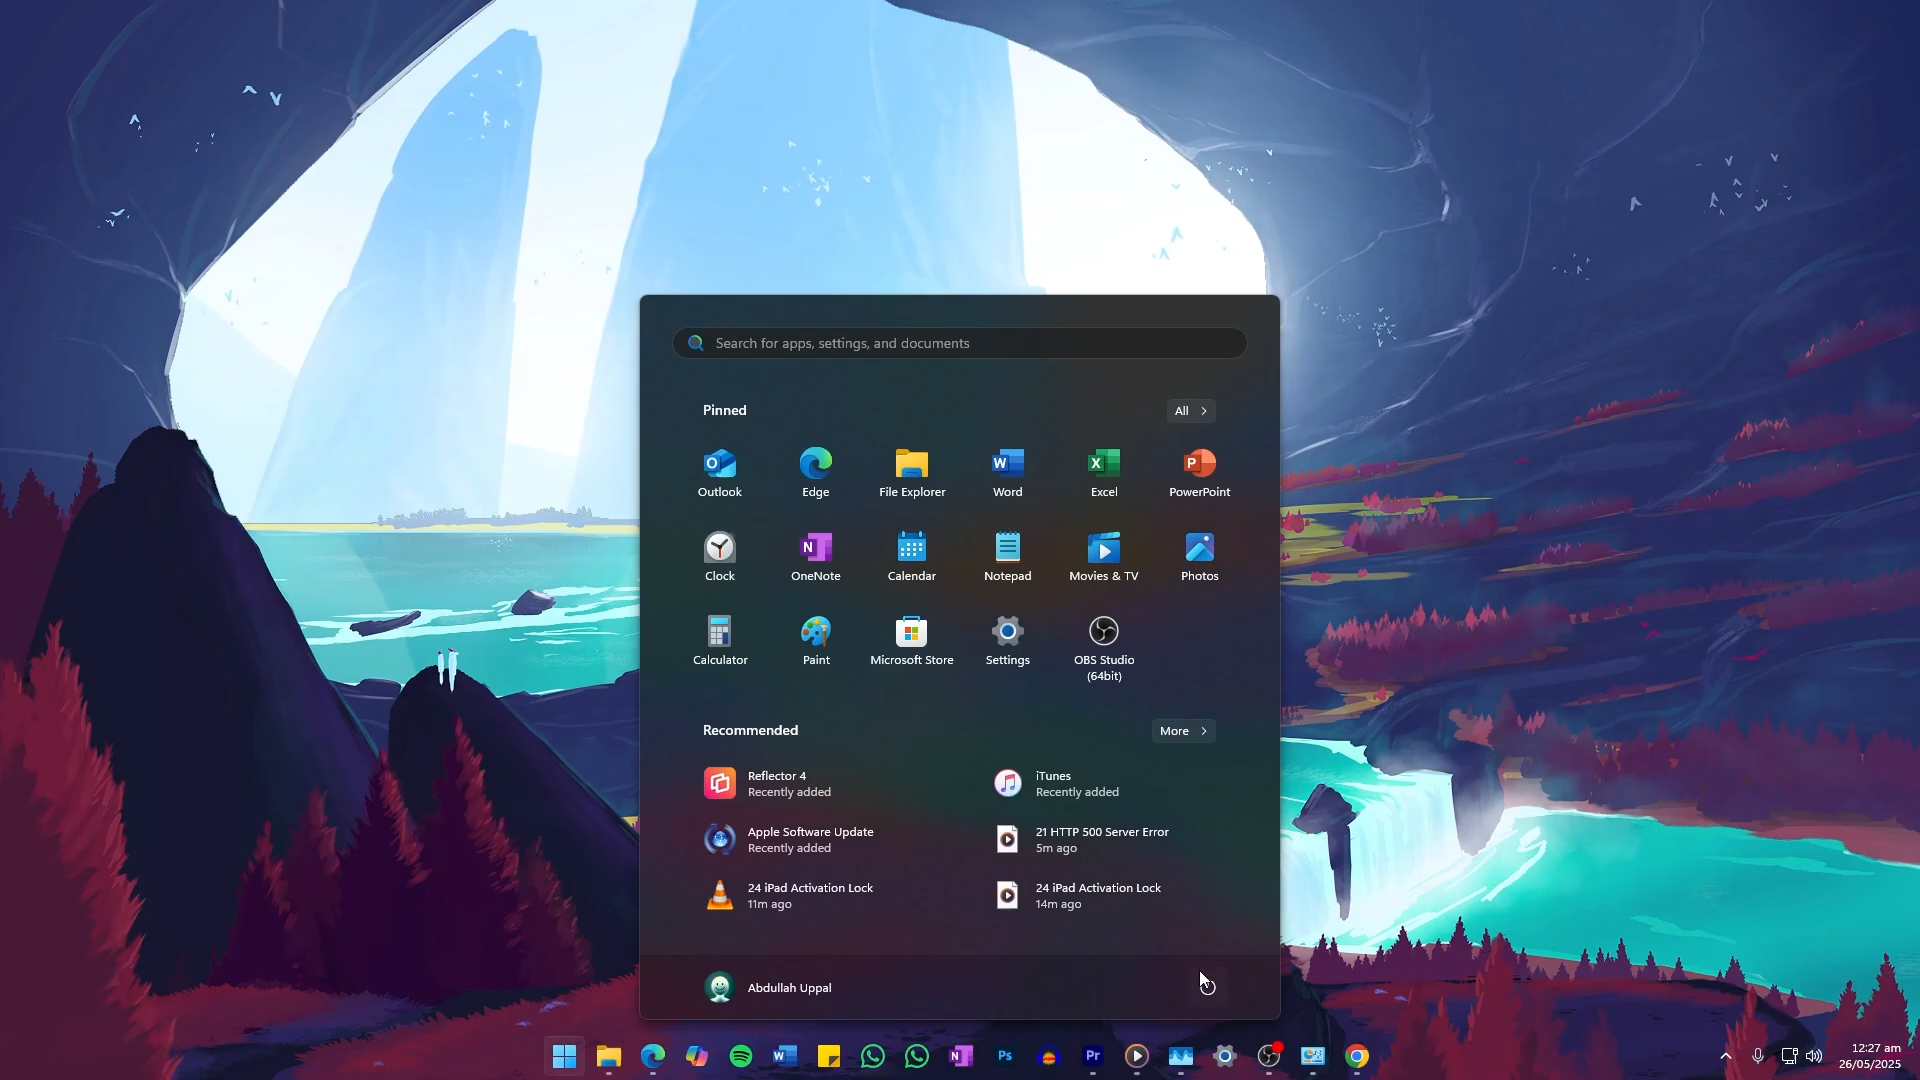 Search for apps, settings, and documents
Pinned
All
Outlook
Edge
File Explorer
Word
Excel
PowerPoint
Clock
OneNote
Calendar
Notepad
Movies & TV
Photos
Calculator
Paint
Microsoft Store
Settings
OBS Studio
(64bit)
Recommended
More
Reflector 4
Recently added
iTunes
Recently added
Apple Software Update
Recently added
21 HTTP 500 Server Error
5m ago
24 iPad Activation Lock
11m ago
24 iPad Activation Lock
14m ago
Abdullah Uppal
12:27 am
26/05/2025